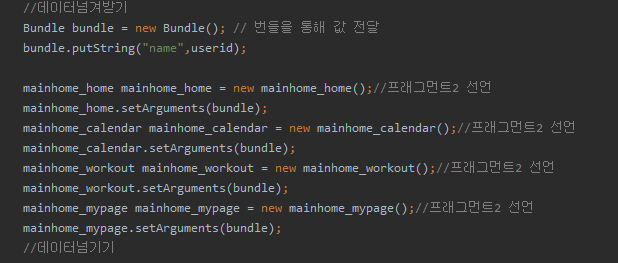 //데이터넘겨받기
Bundle bundle = new Bundle(); // 번들을 통해 값 전달
bundle.putString("name",userid);
mainhome_home mainhome_home = new mainhome_home();//프래그먼트2 선언
mainhome_home.setArguments(bundle);
mainhome_calendar mainhome_calendar = new mainhome_calendar();//프래그먼트2 선언
mainhome_calendar.setArguments(bundle);
mainhome_workout mainhome_workout = new mainhome_workout();//프래그먼트2 선언
mainhome_workout.setArguments(bundle);
mainhome_mypage mainhome_mypage = new mainhome_mypage();//프래그먼트2 선언
mainhome_mypage.setArguments(bundle);
//데이터넘기기